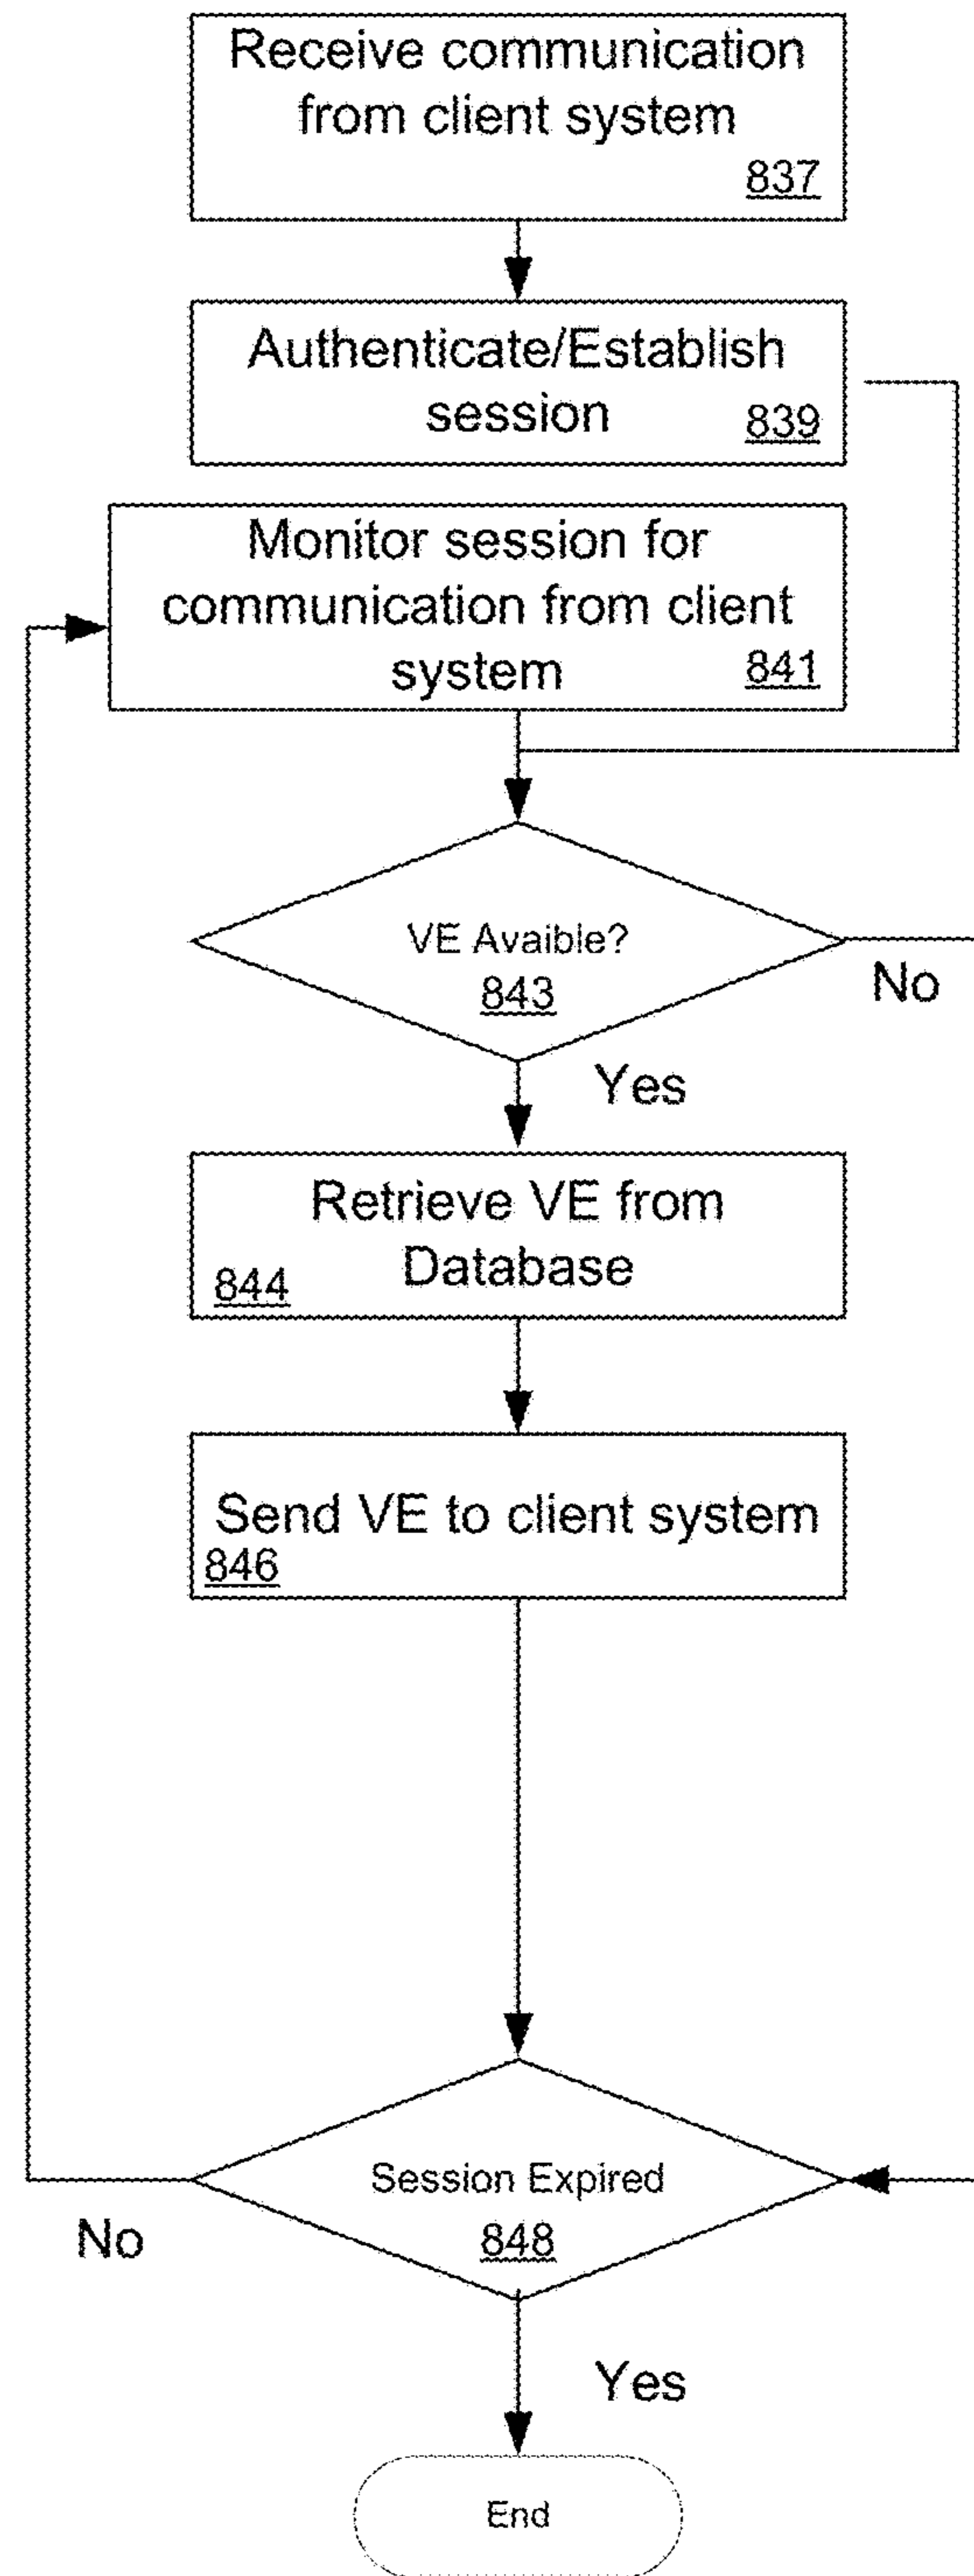 Receive communication
from client system
837
Authenticate/Establish
session
839
Monitor session for
communication from client
system
841
VE Avaible?
843
No
Yes
Retrieve VE from
Database
844
Send VE to client system
846
Session Expired
848
No
Yes
End